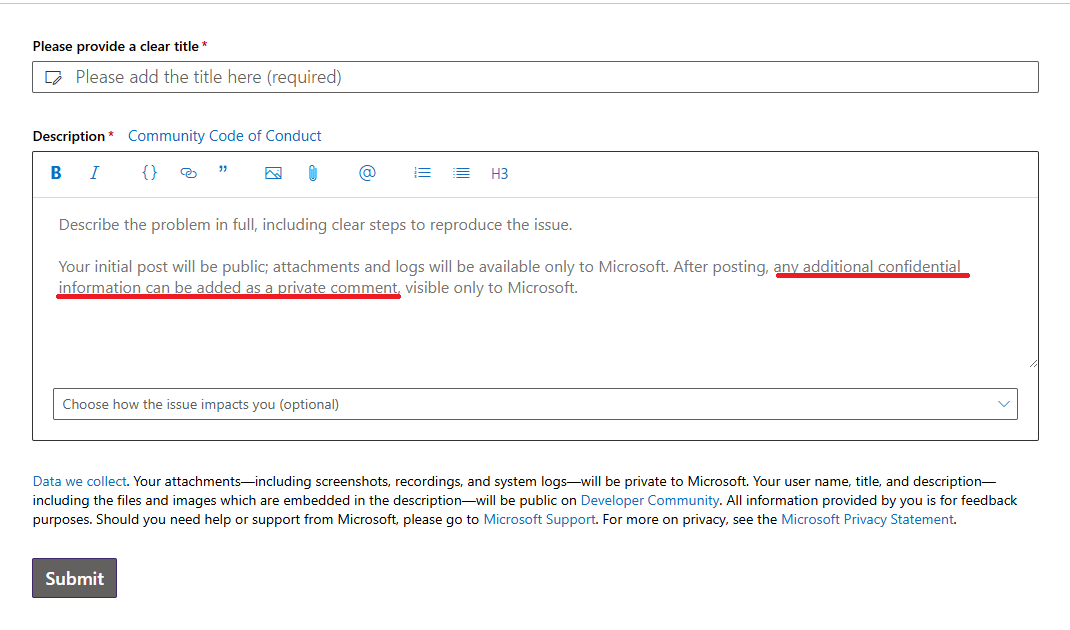 Please provide a clear title *
Please add the title here (required)
Description * Community Code of Conduct
B I {} ” @ H3
Describe the problem in full, including clear steps to reproduce the issue.
Your initial post will be public; attachments and logs will be available only to Microsoft. After posting, any additional confidential
information can be added as a private comment, visible only to Microsoft.
Choose how the issue impacts you (optional)
Data we collect. Your attachments—including screenshots, recordings, and system logs—will be private to Microsoft. Your user name, title, and description—
including the files and images which are embedded in the description—will be public on Developer Community. All information provided by you is for feedback
purposes. Should you need help or support from Microsoft, please go to Microsoft Support. For more on privacy, see the Microsoft Privacy Statement.
Submit